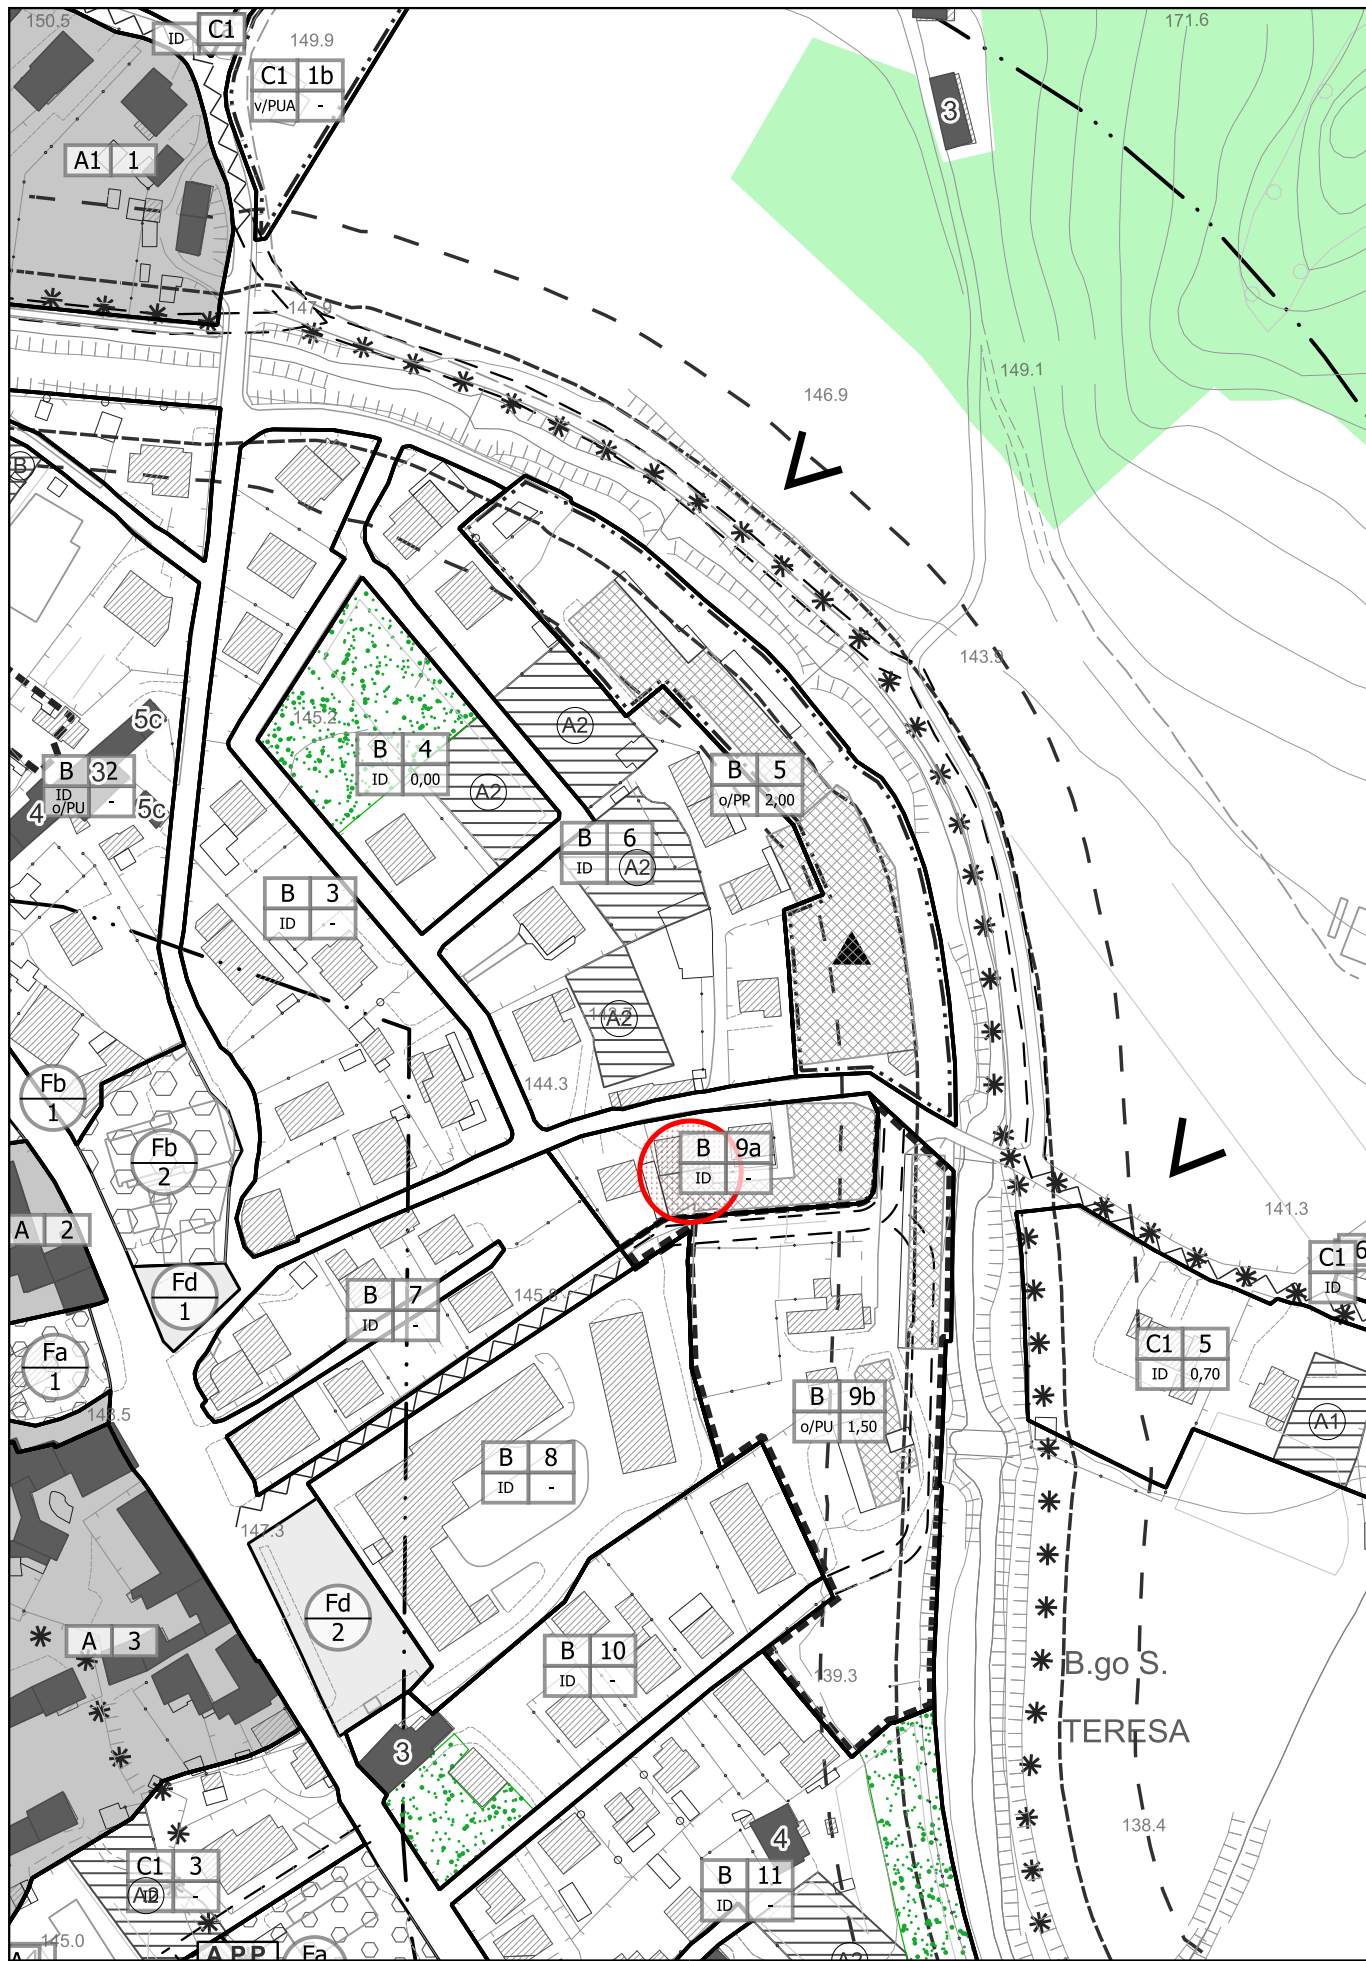 150.5
ID C1
149.9
171.6
C1 1b
v/PUA -
3
A1 1
147.9
149.1
146.9
B
143.9
145.2
5c
A2
B 4
ID 0,00
B 32
ID
o/PU -
A2
B 5
o/PP 2,00
4
5c
B 6
ID A2
B 3
ID -
A2
144.3
Fb
1
Fb
2
B 9a
ID -
A 2
141.3
C1 6
ID
Fd
1
B 7
ID -
C1 5
ID 0,70
Fa
1
B 9b
o/PU 1,50
A1
B 8
ID -
147.3
Fd
2
A 3
B 10
ID -
B.go S.
139.3
TERESA
3
138.4
4
C1 3
ID -
B 11
ID -
145.0
A.P.P.
Fa
A2